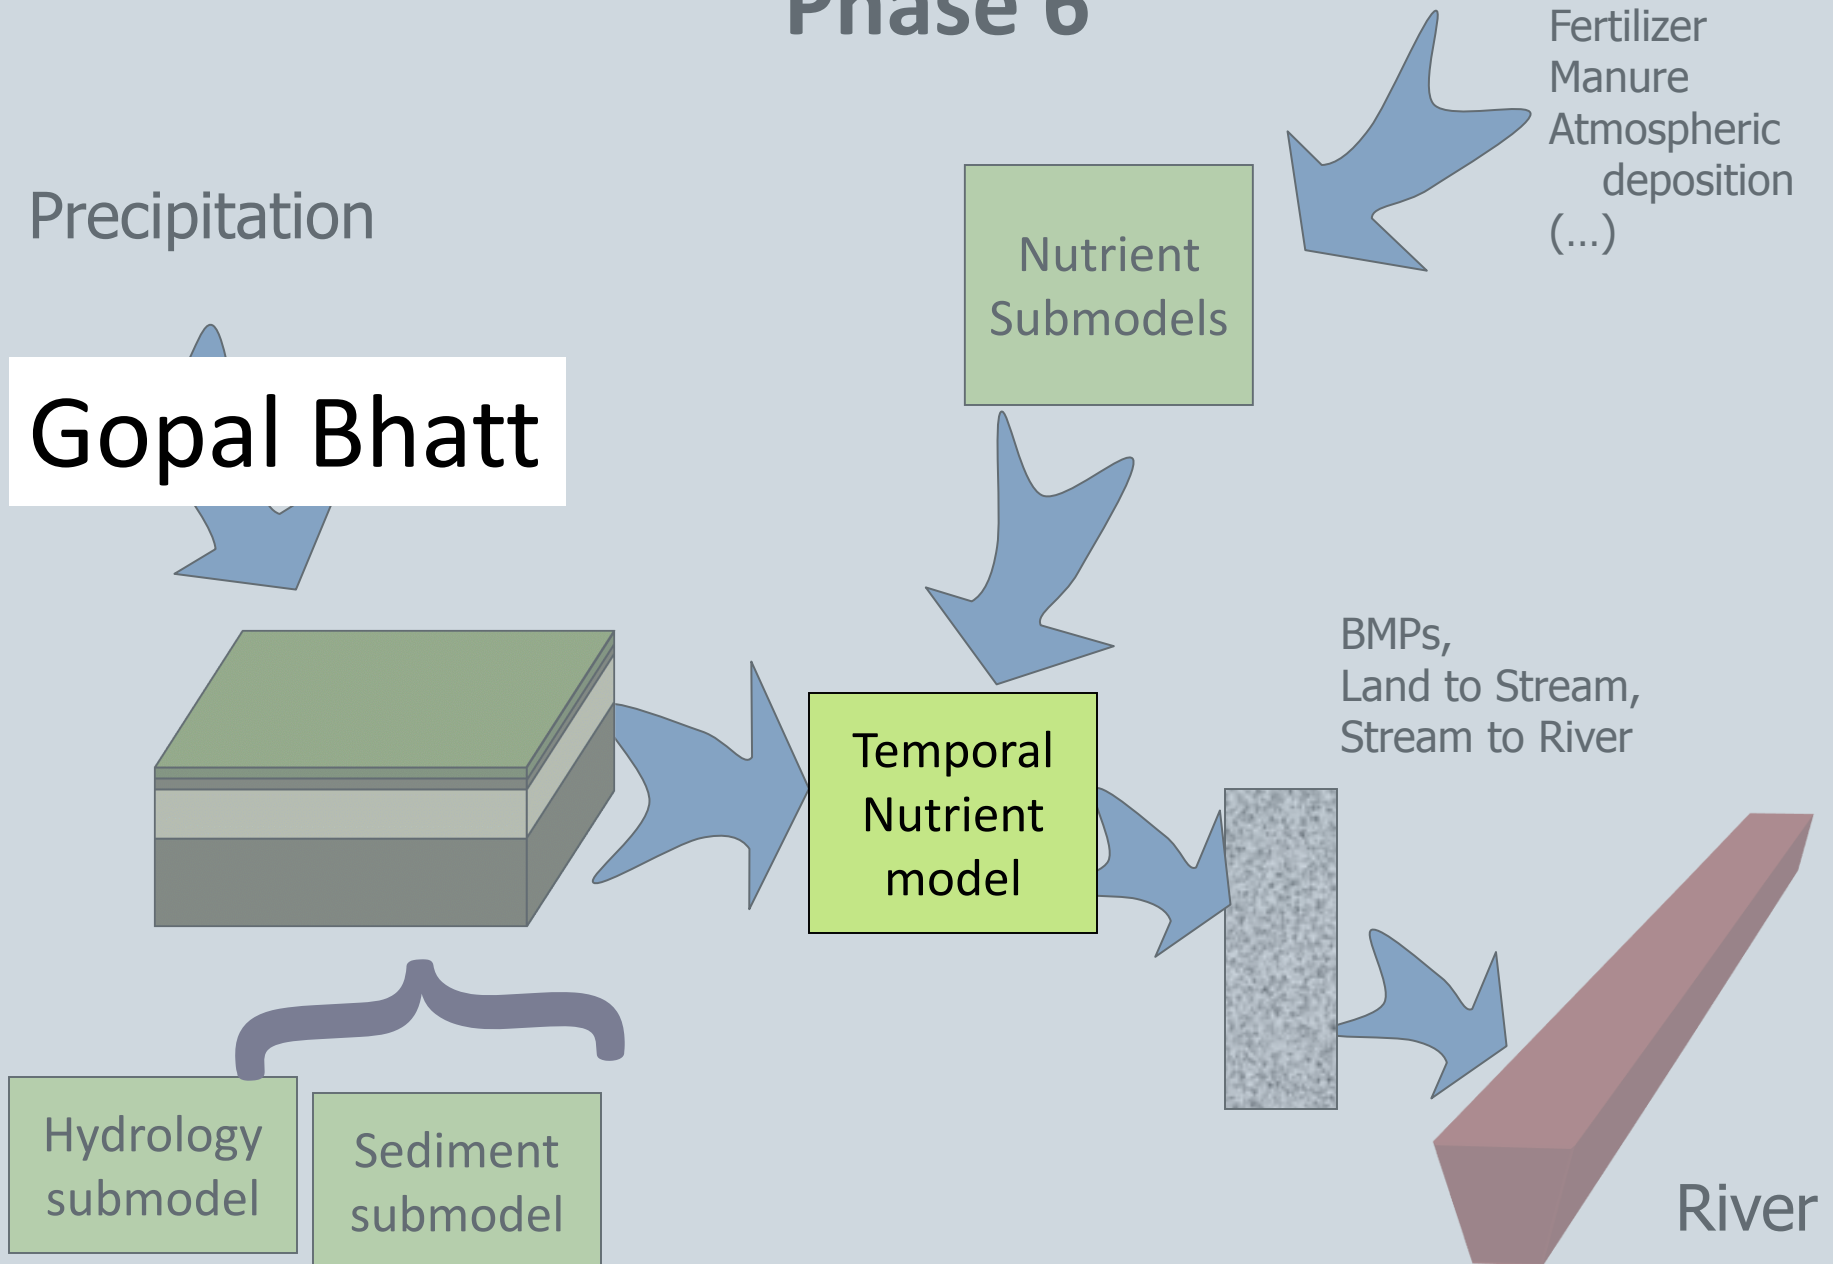 Phase 6
Fertilizer
Manure
Atmospheric
deposition
(...)
Precipitation
Nutrient
Submodels
Gopal Bhatt
BMPs,
Land to Stream,
Stream to River
Temporal
Nutrient
model
Hydrology
submodel
Sediment
submodel
River